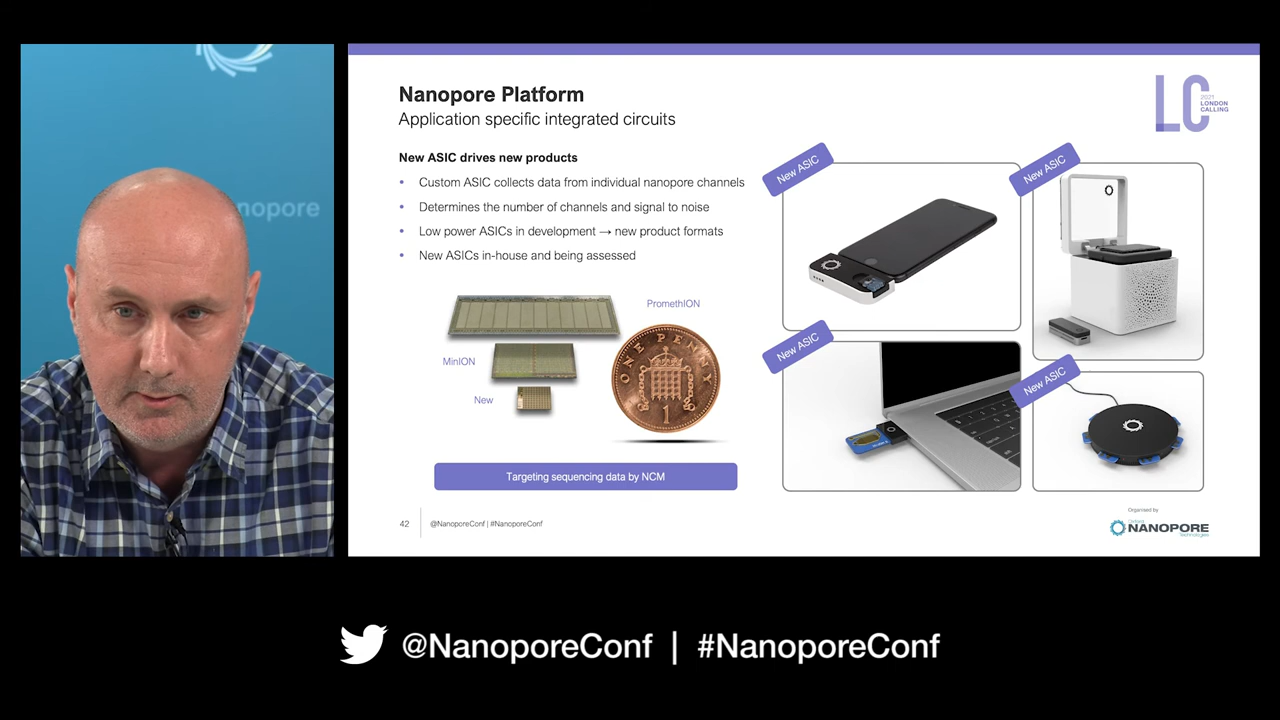 nopore
Nanopore Platform
Application specific integrated circuits
2021
LC LONDON
CALLING
New ASIC drives new products
• Custom ASIC collects data from individual nanopore channels
• Determines the number of channels and signal to noise
• Low power ASICs in development → new product formats
• New ASICs in-house and being assessed
PromethION
MinION
New
ONE PENNY
1
Targeting sequencing data by NCM
New ASIC
New ASIC
New ASIC
New ASIC
42
@NanoporeConf | #NanoporeConf
Organised by
Oxford
NANOPORE
Technologies
@NanoporeConf | #NanoporeConf